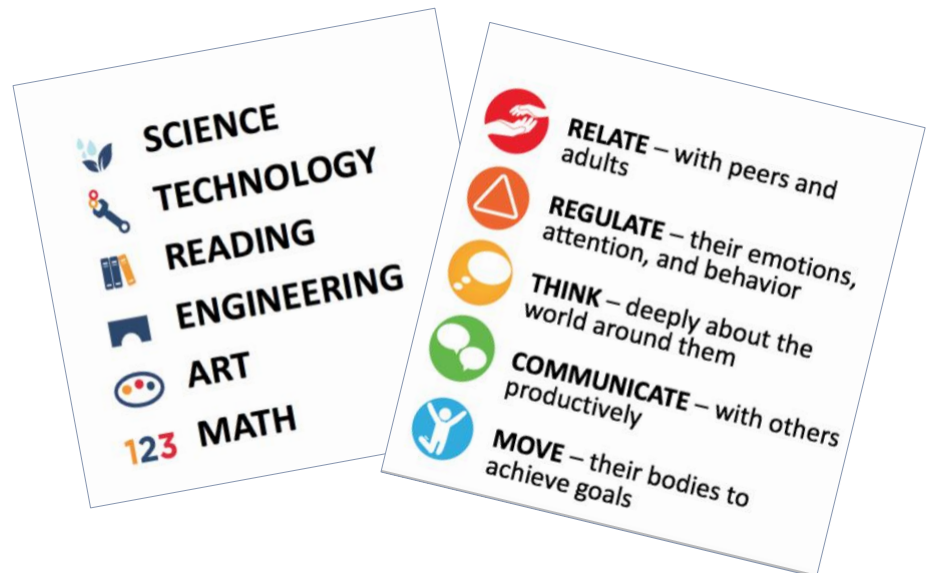 SCIENCE
TECHNOLOGY
READING
ENGINEERING
ART
123 MATH
RELATE – with peers and
adults
REGULATE – their emotions,
attention, and behavior
THINK – deeply about the
world around them
COMMUNICATE – with others
productively
MOVE – their bodies to
achieve goals